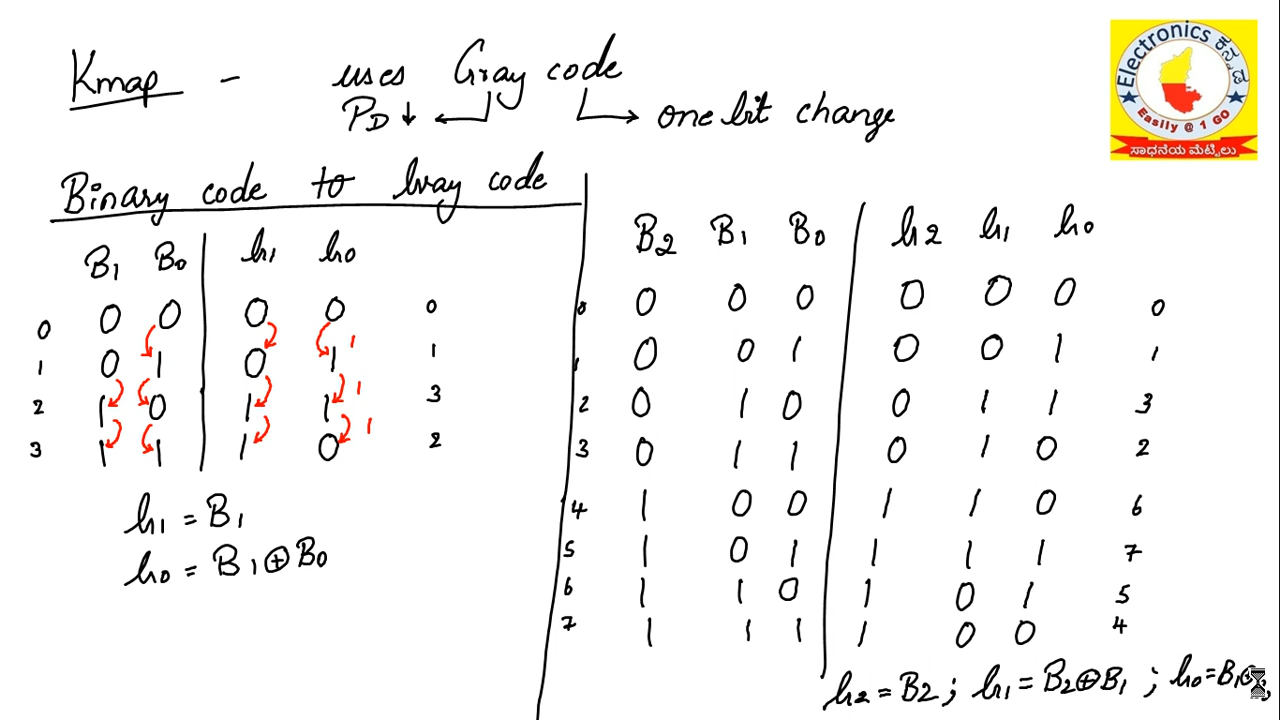 Kmap - uses Gray code
PD ↓ ← → one bit change
Electronics ಕನ್ನಡ
Easily @ 1 GO
ಸಾಧನೆಯ ಮೆಟ್ಟಿಲು
Binary code to Gray code
B1 B0 G1 G0
0 0 0 0 0 0
1 0 1 0 1 1 1
2 1 0 1 1 1 3
3 1 1 1 0 1 2
G1 = B1
G0 = B1 ⊕ B0
B2 B1 B0 G2 G1 G0
0 0 0 0 0 0 0 0
1 0 0 1 0 0 1 1
2 0 1 0 0 1 1 3
3 0 1 1 0 1 0 2
4 1 0 0 1 1 0 6
5 1 0 1 1 1 1 7
6 1 1 0 1 0 1 5
7 1 1 1 1 0 0 4
G2 = B2 ; G1 = B2 ⊕ B1 ; G0 = B1 ⊕